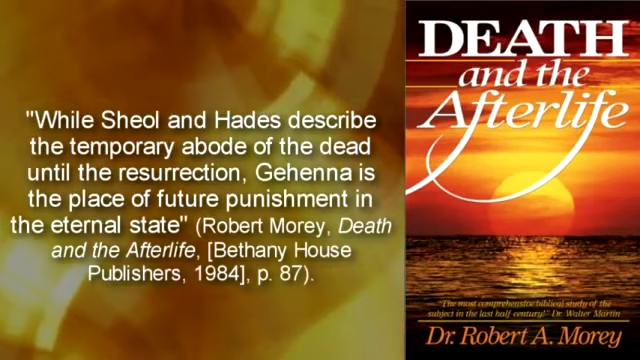 "While Sheol and Hades describe
the temporary abode of the dead
until the resurrection, Gehenna is
the place of future punishment in
the eternal state" (Robert Morey, Death
and the Afterlife, [Bethany House
Publishers, 1984], p. 87).
DEATH
and the
Afterlife
"The most comprehensive biblical study of the
subject in the last half century!" Dr. Walter Martin
Dr. Robert A. Morey